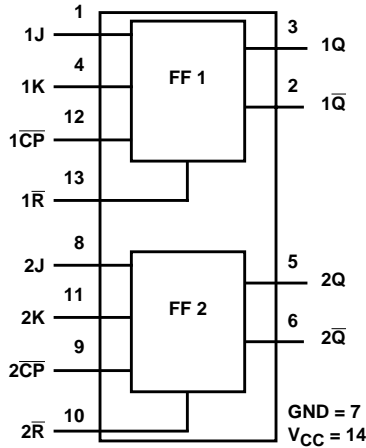 1
1J
4
1K
12
1C̅P̅
13
1R̅
FF 1
3
1Q
2
1Q̅
8
2J
11
2K
9
2C̅P̅
10
2R̅
FF 2
5
2Q
6
2Q̅
GND = 7
V_CC = 14